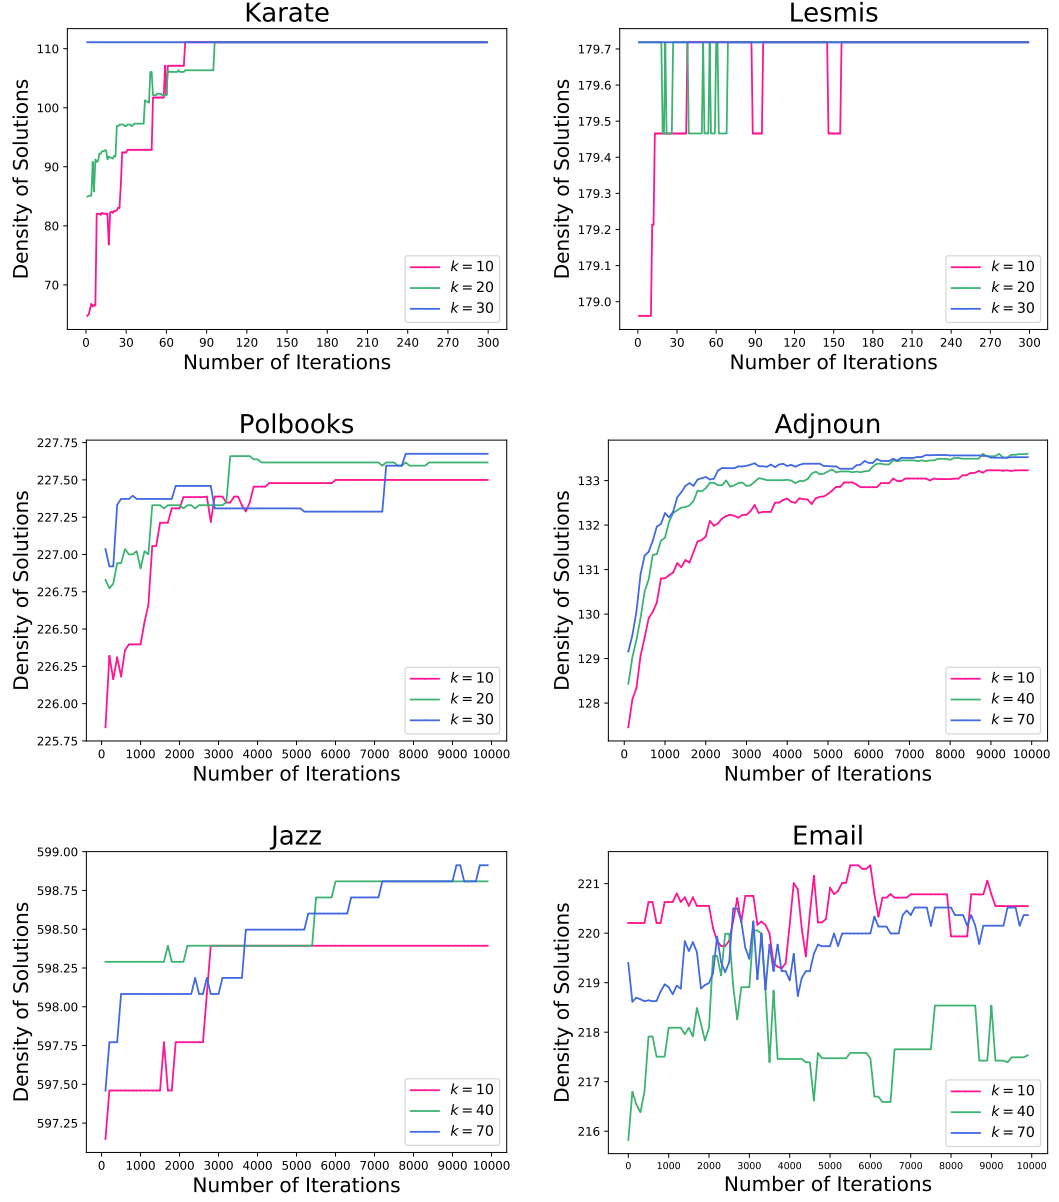 Karate
Density of Solutions
110
100
90
80
70
k = 10
k = 20
k = 30
0 30 60 90 120 150 180 210 240 270 300
Number of Iterations
Lesmis
Density of Solutions
179.7
179.6
179.5
179.4
179.3
179.2
179.1
179.0
k = 10
k = 20
k = 30
0 30 60 90 120 150 180 210 240 270 300
Number of Iterations
Polbooks
Density of Solutions
227.75
227.50
227.25
227.00
226.75
226.50
226.25
226.00
225.75
k = 10
k = 20
k = 30
0 1000 2000 3000 4000 5000 6000 7000 8000 9000 10000
Number of Iterations
Adjnoun
Density of Solutions
133
132
131
130
129
128
k = 10
k = 40
k = 70
0 1000 2000 3000 4000 5000 6000 7000 8000 9000 10000
Number of Iterations
Jazz
Density of Solutions
599.00
598.75
598.50
598.25
598.00
597.75
597.50
597.25
k = 10
k = 40
k = 70
0 1000 2000 3000 4000 5000 6000 7000 8000 9000 10000
Number of Iterations
Email
Density of Solutions
221
220
219
218
217
216
k = 10
k = 40
k = 70
0 1000 2000 3000 4000 5000 6000 7000 8000 9000 10000
Number of Iterations